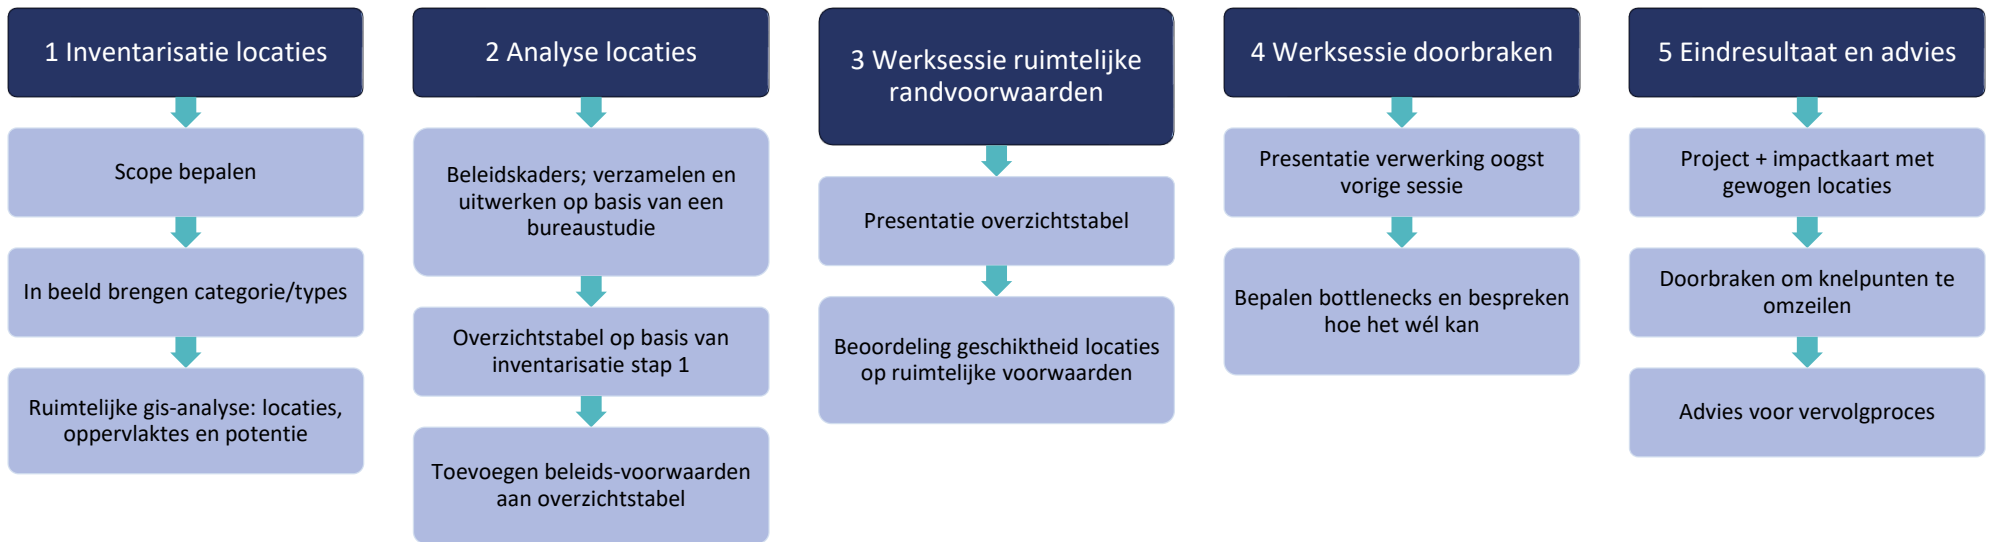 1 Inventarisatie locaties
Scope bepalen
In beeld brengen categorie/types
Ruimtelijke gis-analyse: locaties,
oppervlaktes en potentie
2 Analyse locaties
Beleidskaders; verzamelen en
uitwerken op basis van een
bureaustudie
Overzichtstabel op basis van
inventarisatie stap 1
Toevoegen beleids-voorwaarden
aan overzichtstabel
3 Werksessie ruimtelijke
randvoorwaarden
Presentatie overzichtstabel
Beoordeling geschiktheid locaties
op ruimtelijke voorwaarden
4 Werksessie doorbraken
Presentatie verwerking oogst
vorige sessie
Bepalen bottlenecks en bespreken
hoe het wél kan
5 Eindresultaat en advies
Project + impactkaart met
gewogen locaties
Doorbraken om knelpunten te
omzeilen
Advies voor vervolgproces